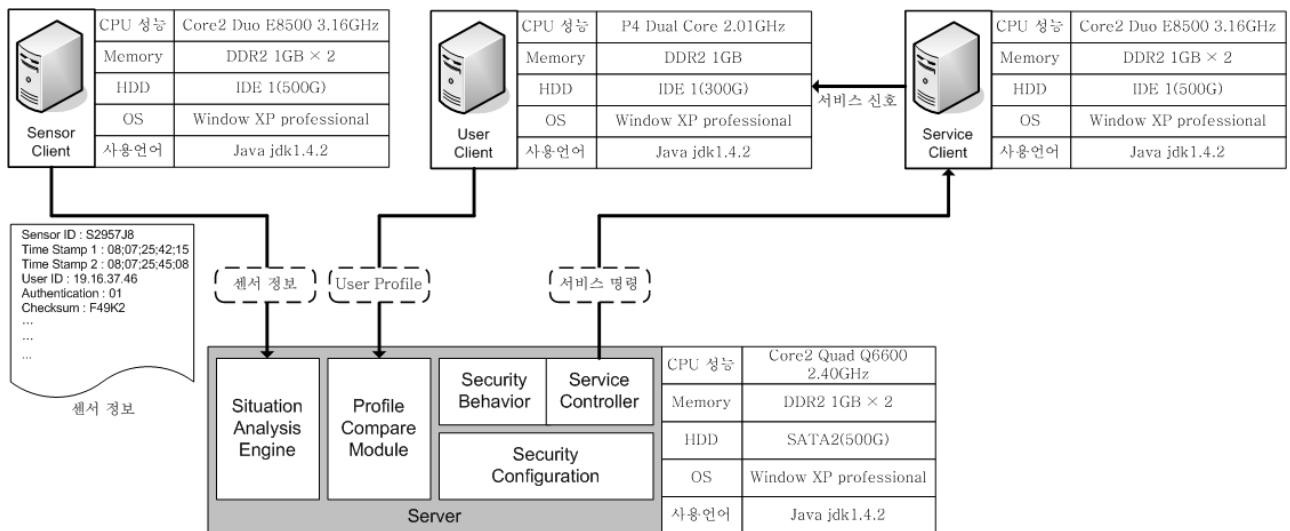 CPU 성능 Core2 Duo E8500 3.16GHz
Memory DDR2 1GB × 2
HDD IDE 1(500G)
OS Window XP professional
사용언어 Java jdk1.4.2
Sensor
Client
CPU 성능 P4 Dual Core 2.01GHz
Memory DDR2 1GB
HDD IDE 1(300G)
OS Window XP professional
사용언어 Java jdk1.4.2
User
Client
서비스 신호
CPU 성능 Core2 Duo E8500 3.16GHz
Memory DDR2 1GB × 2
HDD IDE 1(500G)
OS Window XP professional
사용언어 Java jdk1.4.2
Service
Client
Sensor ID : S2957J8
Time Stamp 1 : 08;07;25;42;15
Time Stamp 2 : 08;07;25;45;08
User ID : 19.16.37.46
Authentication : 01
Checksum : F49K2
...
...
...
센서 정보
센서 정보
User Profile
서비스 명령
Situation
Analysis
Engine
Profile
Compare
Module
Security
Behavior
Service
Controller
Security
Configuration
Server
CPU 성능 Core2 Quad Q6600
2.40GHz
Memory DDR2 1GB × 2
HDD SATA2(500G)
OS Window XP professional
사용언어 Java jdk1.4.2